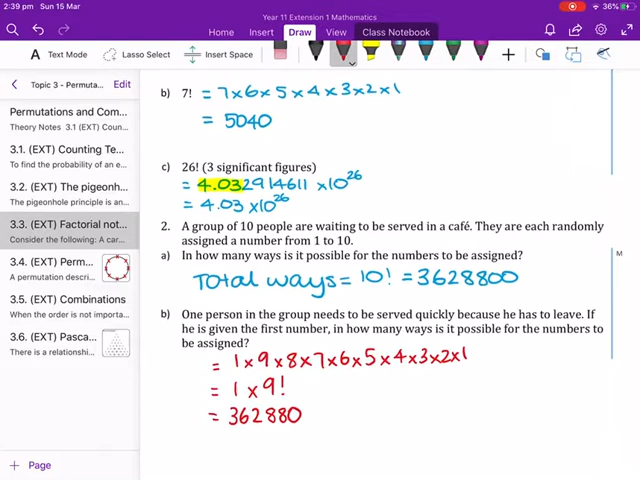 2:39 pm Sun 15 Mar
36%
Year 11 Extension 1 Mathematics
Home Insert Draw View Class Notebook
A Text Mode Lasso Select Insert Space
Topic 3 - Permuta... Edit
Permutations and Com...
Theory Notes 3.1 (EXT) Coun...
3.1. (EXT) Counting Te...
To find the probability of an e...
3.2. (EXT) The pigeonh...
The pigeonhole principle is an...
3.3. (EXT) Factorial not...
Consider the following: A car...
3.4. (EXT) Perm...
A permutation descri...
3.5. (EXT) Combinations
When the order is not importa...
3.6. (EXT) Pasca...
There is a relationshi...
+ Page
b) 7! = 7×6×5×4×3×2×1
= 5040
c) 26! (3 significant figures)
= 4.032914611 ×10^26
= 4.03 ×10^26
2. A group of 10 people are waiting to be served in a café. They are each randomly
assigned a number from 1 to 10.
a) In how many ways is it possible for the numbers to be assigned?
Total ways = 10! = 3628800
b) One person in the group needs to be served quickly because he has to leave. If
he is given the first number, in how many ways is it possible for the numbers to
be assigned?
= 1×9×8×7×6×5×4×3×2×1
= 1 × 9!
= 362880
M